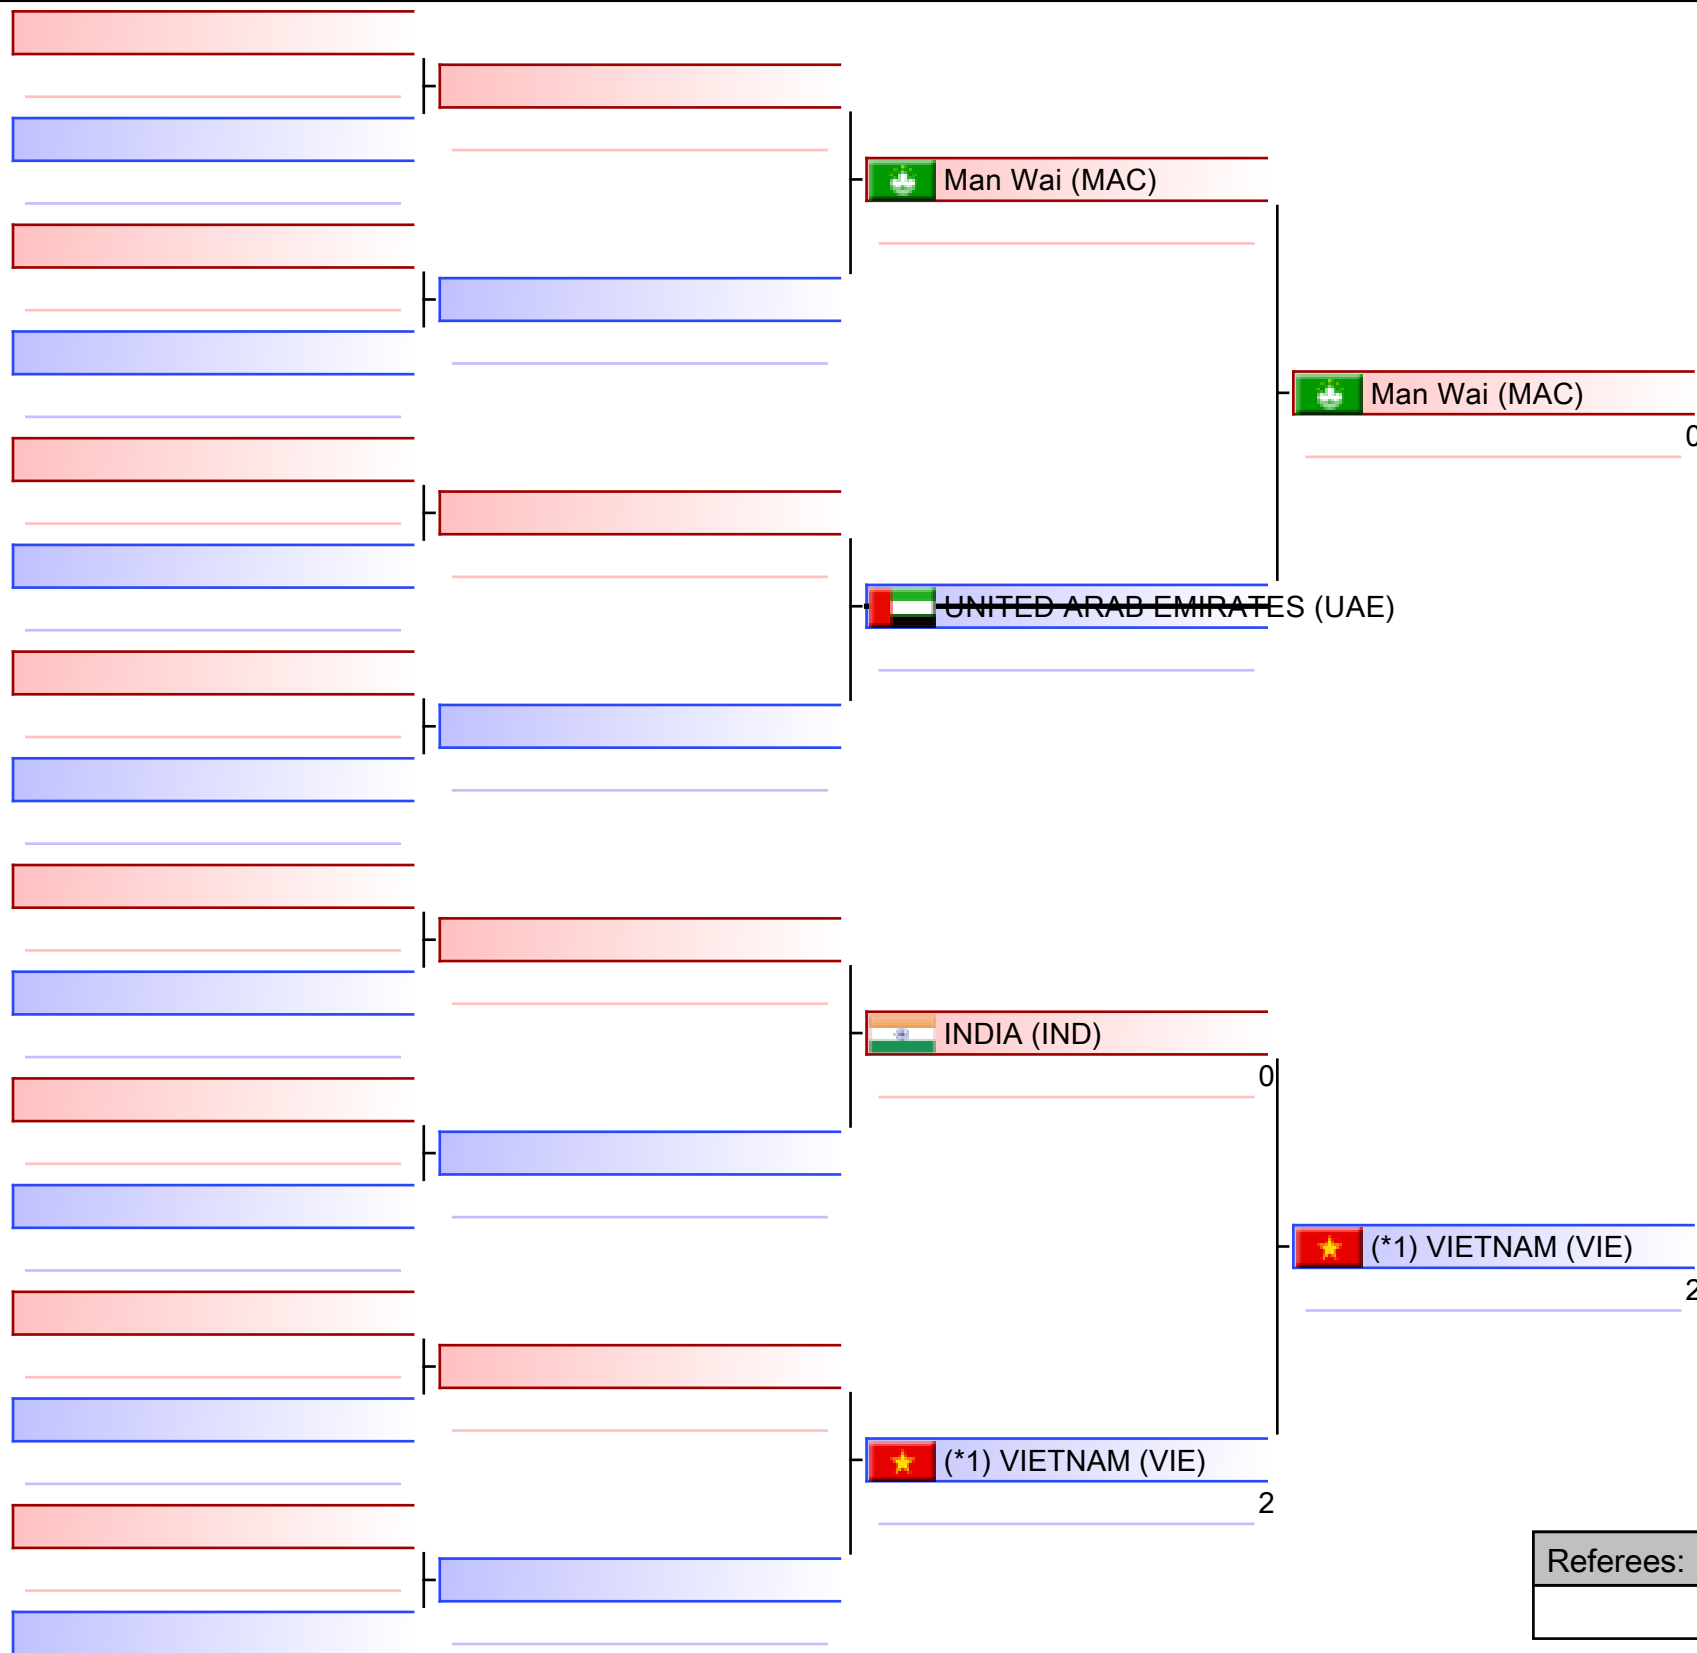 Man Wai (MAC)
Man Wai (MAC)
0
UNITED ARAB EMIRATES (UAE)
INDIA (IND)
0
(*1) VIETNAM (VIE)
2
(*1) VIETNAM (VIE)
2
Referees: